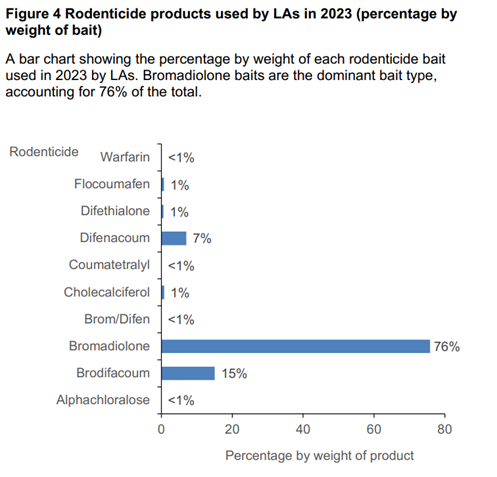 Figure 4 Rodenticide products used by LAs in 2023 (percentage by
weight of bait)
A bar chart showing the percentage by weight of each rodenticide bait
used in 2023 by LAs. Bromadiolone baits are the dominant bait type,
accounting for 76% of the total.
Rodenticide
Warfarin <1%
Flocoumafen 1%
Difethialone 1%
Difenacoum 7%
Coumatetralyl <1%
Cholecalciferol 1%
Brom/Difen <1%
Bromadiolone 76%
Brodifacoum 15%
Alphachloralose <1%
0 20 40 60 80
Percentage by weight of product